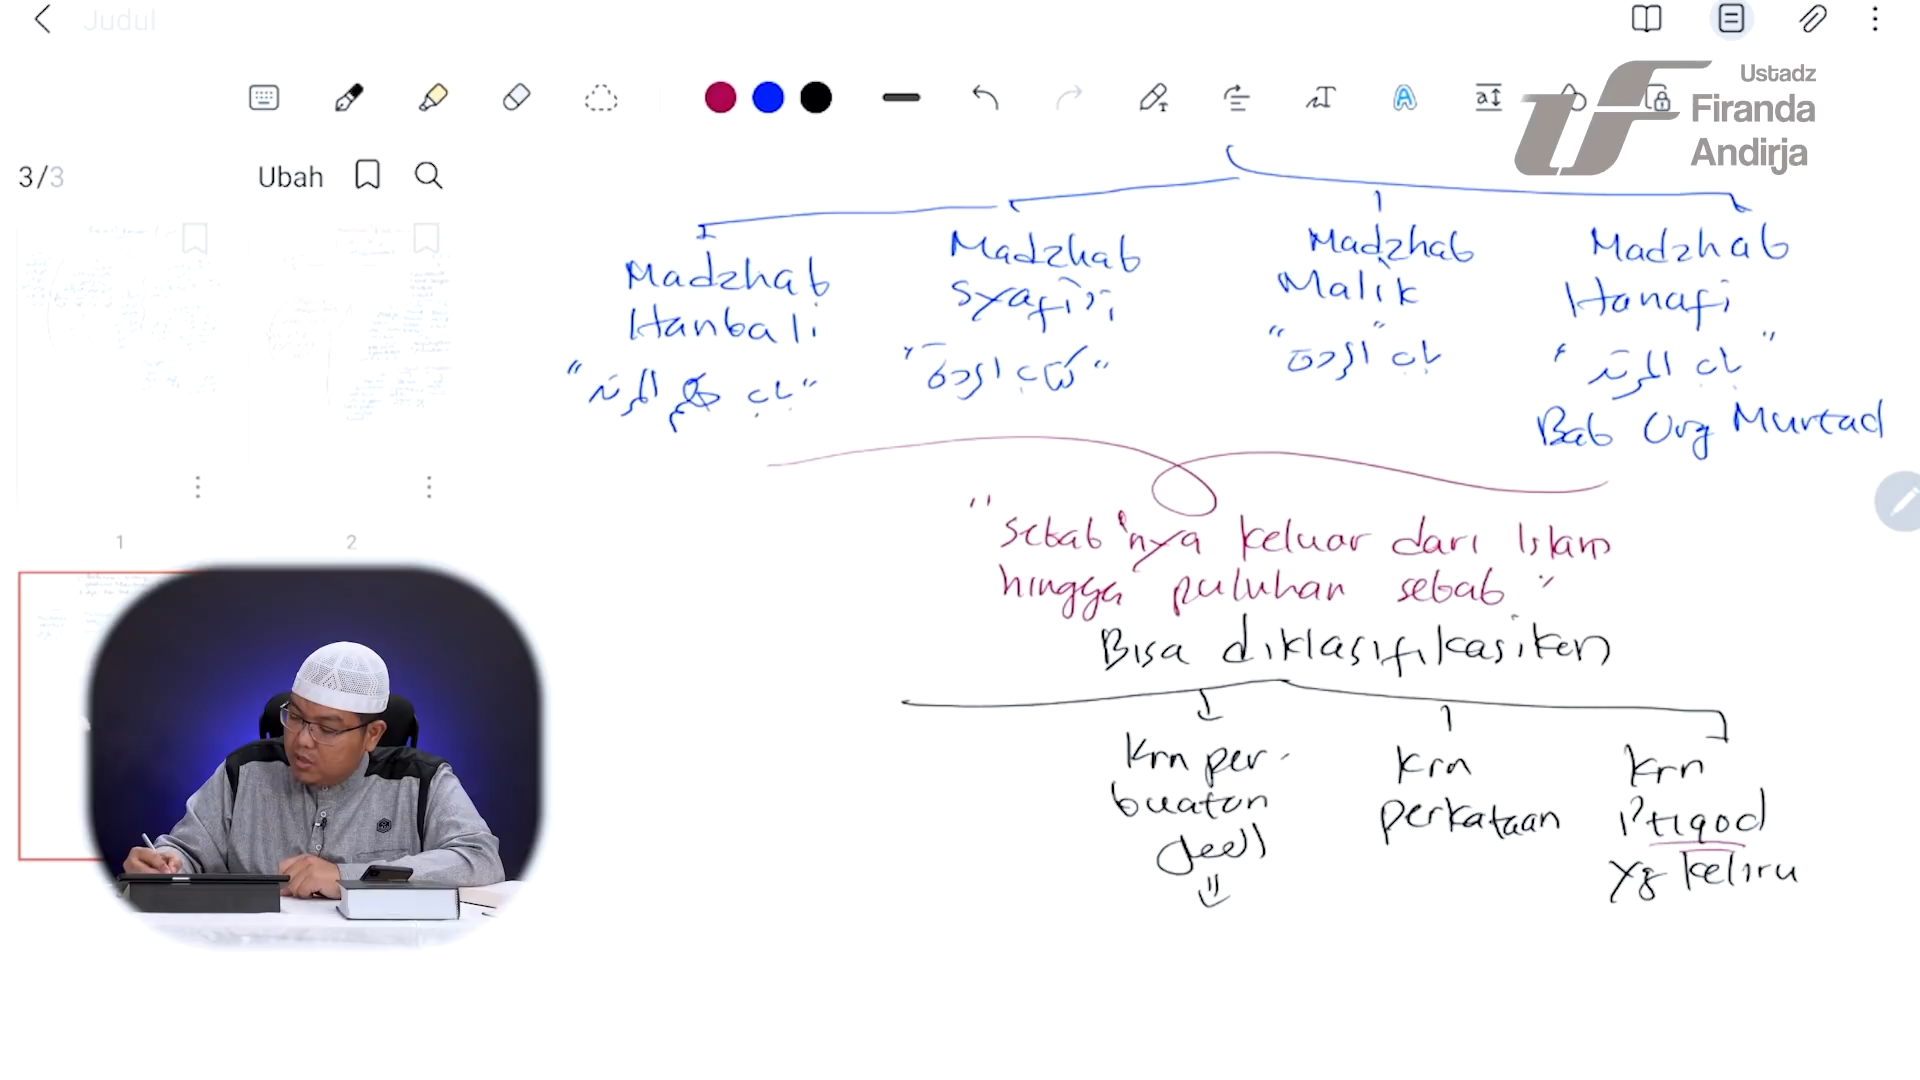 Judul
Ustadz
Firanda
Andirja
3/3
Ubah
Madzhab
Hanbali
"باب حكم المرتد"
Madzhab
Syafi'i
"كتاب الردة"
Madzhab
Malik
باب "الردة"
Madzhab
Hanafi
"باب المرتد"
Bab Org Murtad
1
2
"Sebab"nya keluar dari Islam
hingga puluhan sebab"
Bisa diklasifikasikan
Krn per-
buatan
Krn
perkataan
Krn
I'tiqod
yg keliru